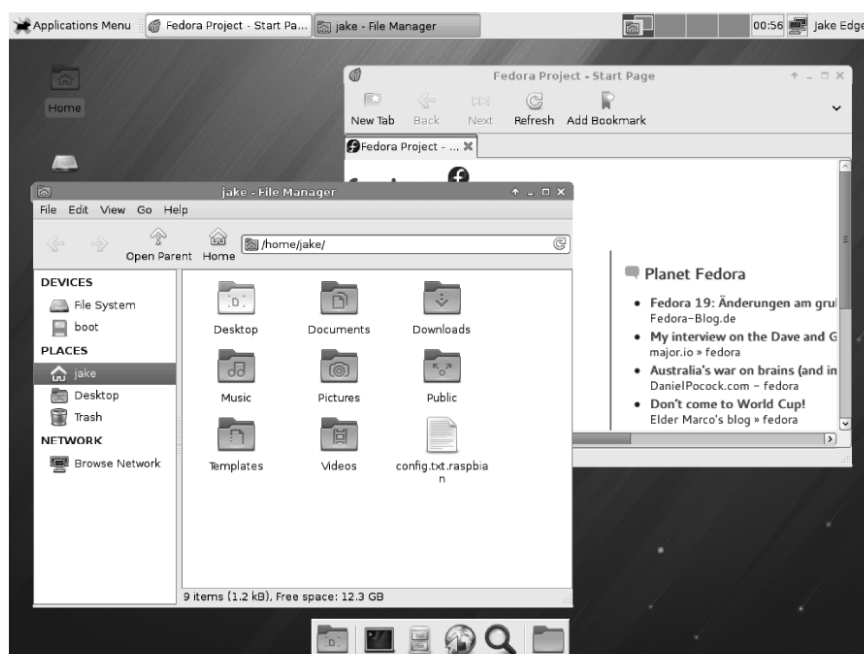 Applications Menu
Fedora Project - Start Pa...
jake - File Manager
00:56
Jake Edge
Home
Fedora Project - Start Page
New Tab
Back
Next
Refresh
Add Bookmark
Fedora Project - ...
Planet Fedora
Fedora 19: Änderungen am gru
Fedora-Blog.de
My interview on the Dave and G
major.io » fedora
Australia's war on brains (and in
DanielPocock.com – fedora
Don't come to World Cup!
Elder Marco's blog » fedora
jake - File Manager
File Edit View Go Help
Open Parent
Home
/home/jake/
DEVICES
File System
boot
PLACES
jake
Desktop
Trash
NETWORK
Browse Network
Desktop
Documents
Downloads
Music
Pictures
Public
Templates
Videos
config.txt.raspbia
n
9 items (1.2 kB), Free space: 12.3 GB